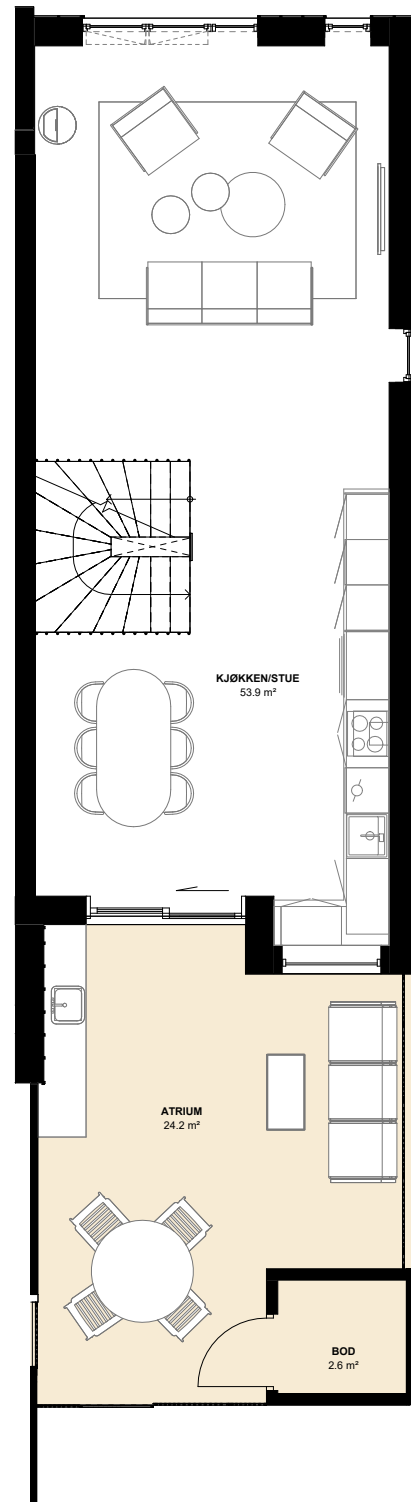 KJØKKEN/STUE
53.9 m²
ATRIUM
24.2 m²
BOD
2.6 m²